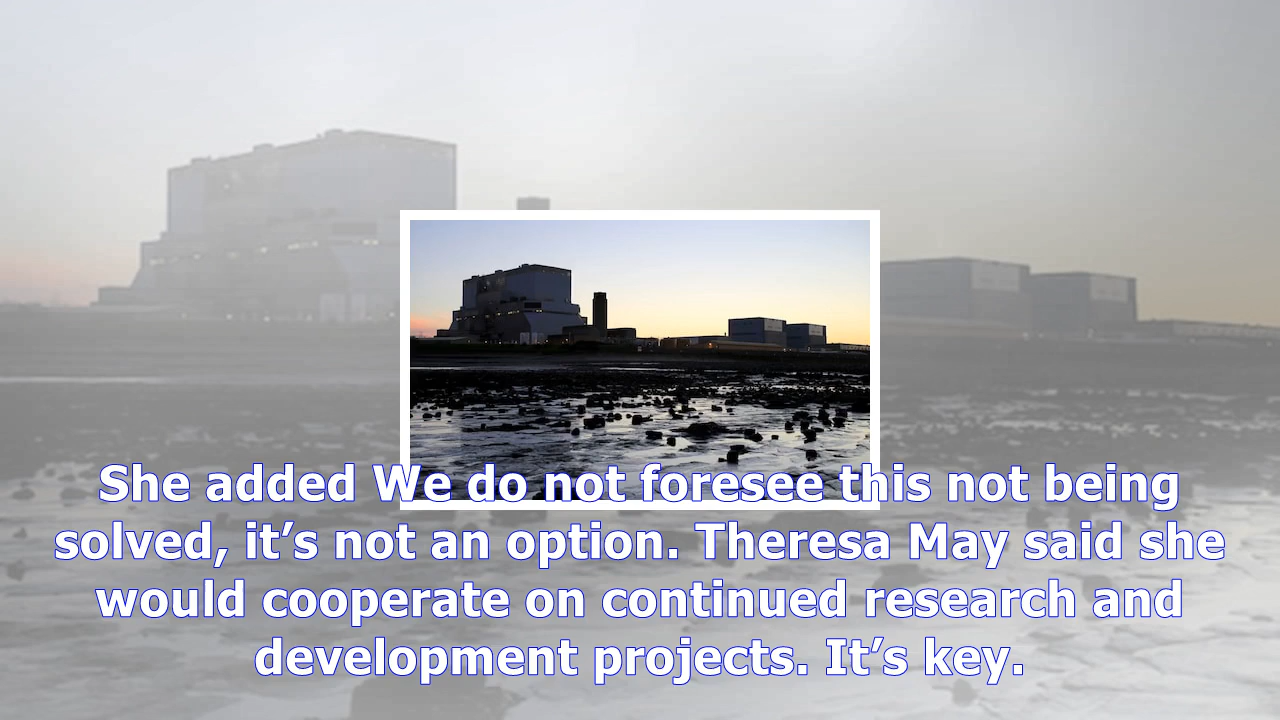 She added We do not foresee this not being
solved, it’s not an option. Theresa May said she
would cooperate on continued research and
development projects. It’s key.